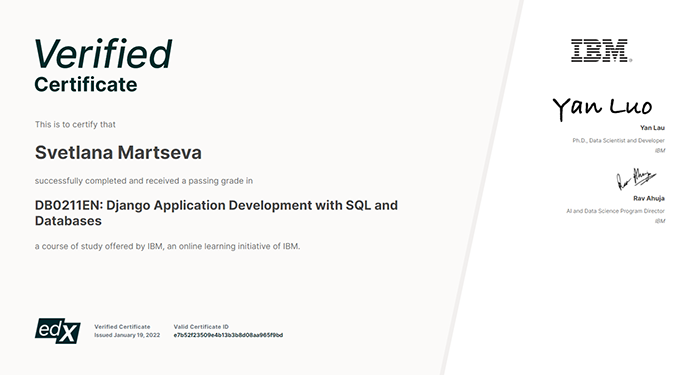 Verified
Certificate
This is to certify that
Svetlana Martseva
successfully completed and received a passing grade in
DB0211EN: Django Application Development with SQL and
Databases
a course of study offered by IBM, an online learning initiative of IBM.
edX
Verified Certificate
Issued January 19, 2022
Valid Certificate ID
e7b52f23509e4b13b3b8d08aa965f9bd
IBM
Yan Luo
Yan Lau
Ph.D., Data Scientist and Developer
IBM
Rav Ahuja
Rav Ahuja
AI and Data Science Program Director
IBM